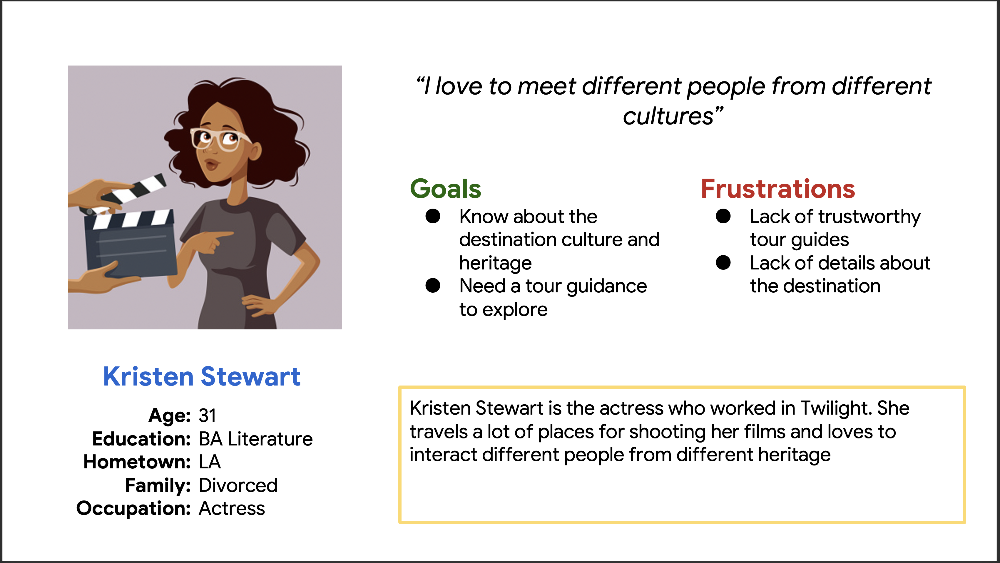 “I love to meet different people from different
cultures”
Goals
● Know about the
destination culture and
heritage
● Need a tour guidance
to explore
Frustrations
● Lack of trustworthy
tour guides
● Lack of details about
the destination
Kristen Stewart
Age: 31
Education: BA Literature
Hometown: LA
Family: Divorced
Occupation: Actress
Kristen Stewart is the actress who worked in Twilight. She
travels a lot of places for shooting her films and loves to
interact different people from different heritage